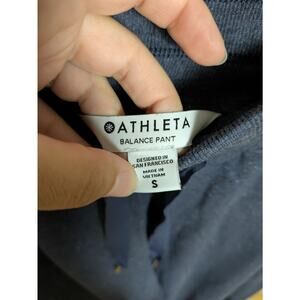 ATHLETA
BALANCE PANT
DESIGNED IN
SAN FRANCISCO
MADE IN
VIETNAM
S